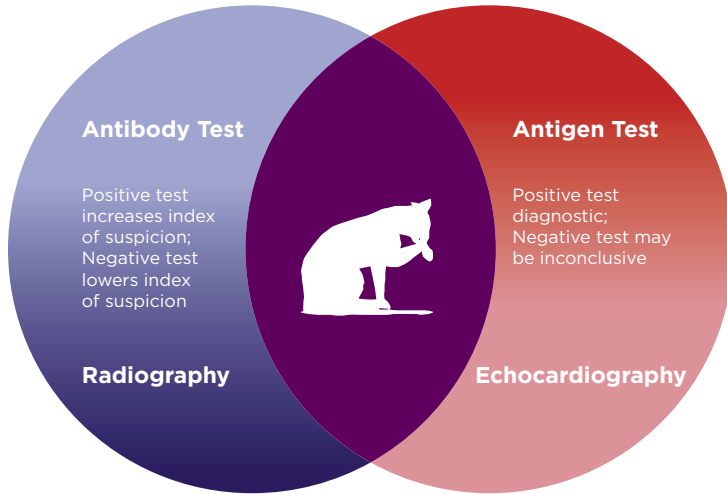 Antibody Test
Positive test
increases index
of suspicion;
Negative test
lowers index
of suspicion
Radiography
Antigen Test
Positive test
diagnostic;
Negative test may
be inconclusive
Echocardiography